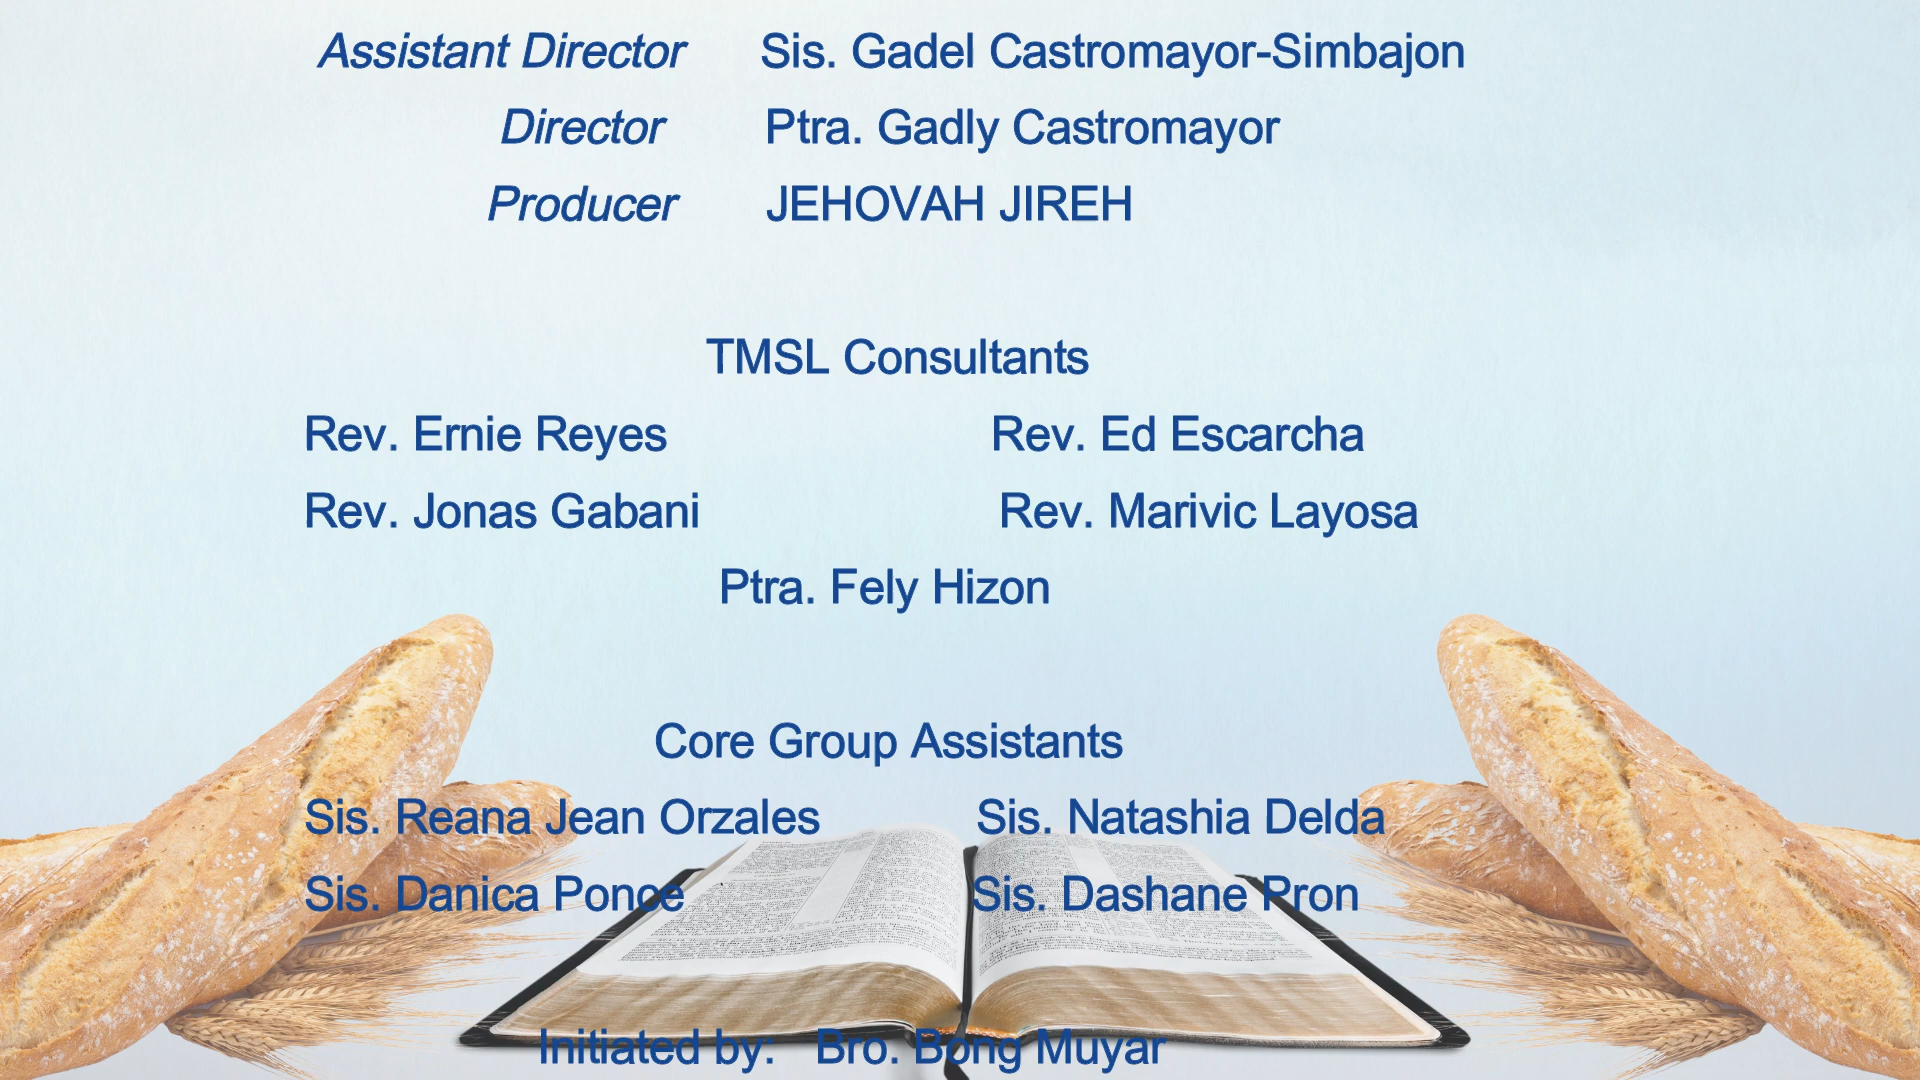 Assistant Director Sis. Gadel Castromayor-Simbajon
Director Ptra. Gadly Castromayor
Producer JEHOVAH JIREH
TMSL Consultants
Rev. Ernie Reyes Rev. Ed Escarcha
Rev. Jonas Gabani Rev. Marivic Layosa
Ptra. Fely Hizon
Core Group Assistants
Sis. Reana Jean Orzales Sis. Natashia Delda
Sis. Danica Ponce Sis. Dashane Pron
Initiated by: Bro. Bong Muyar